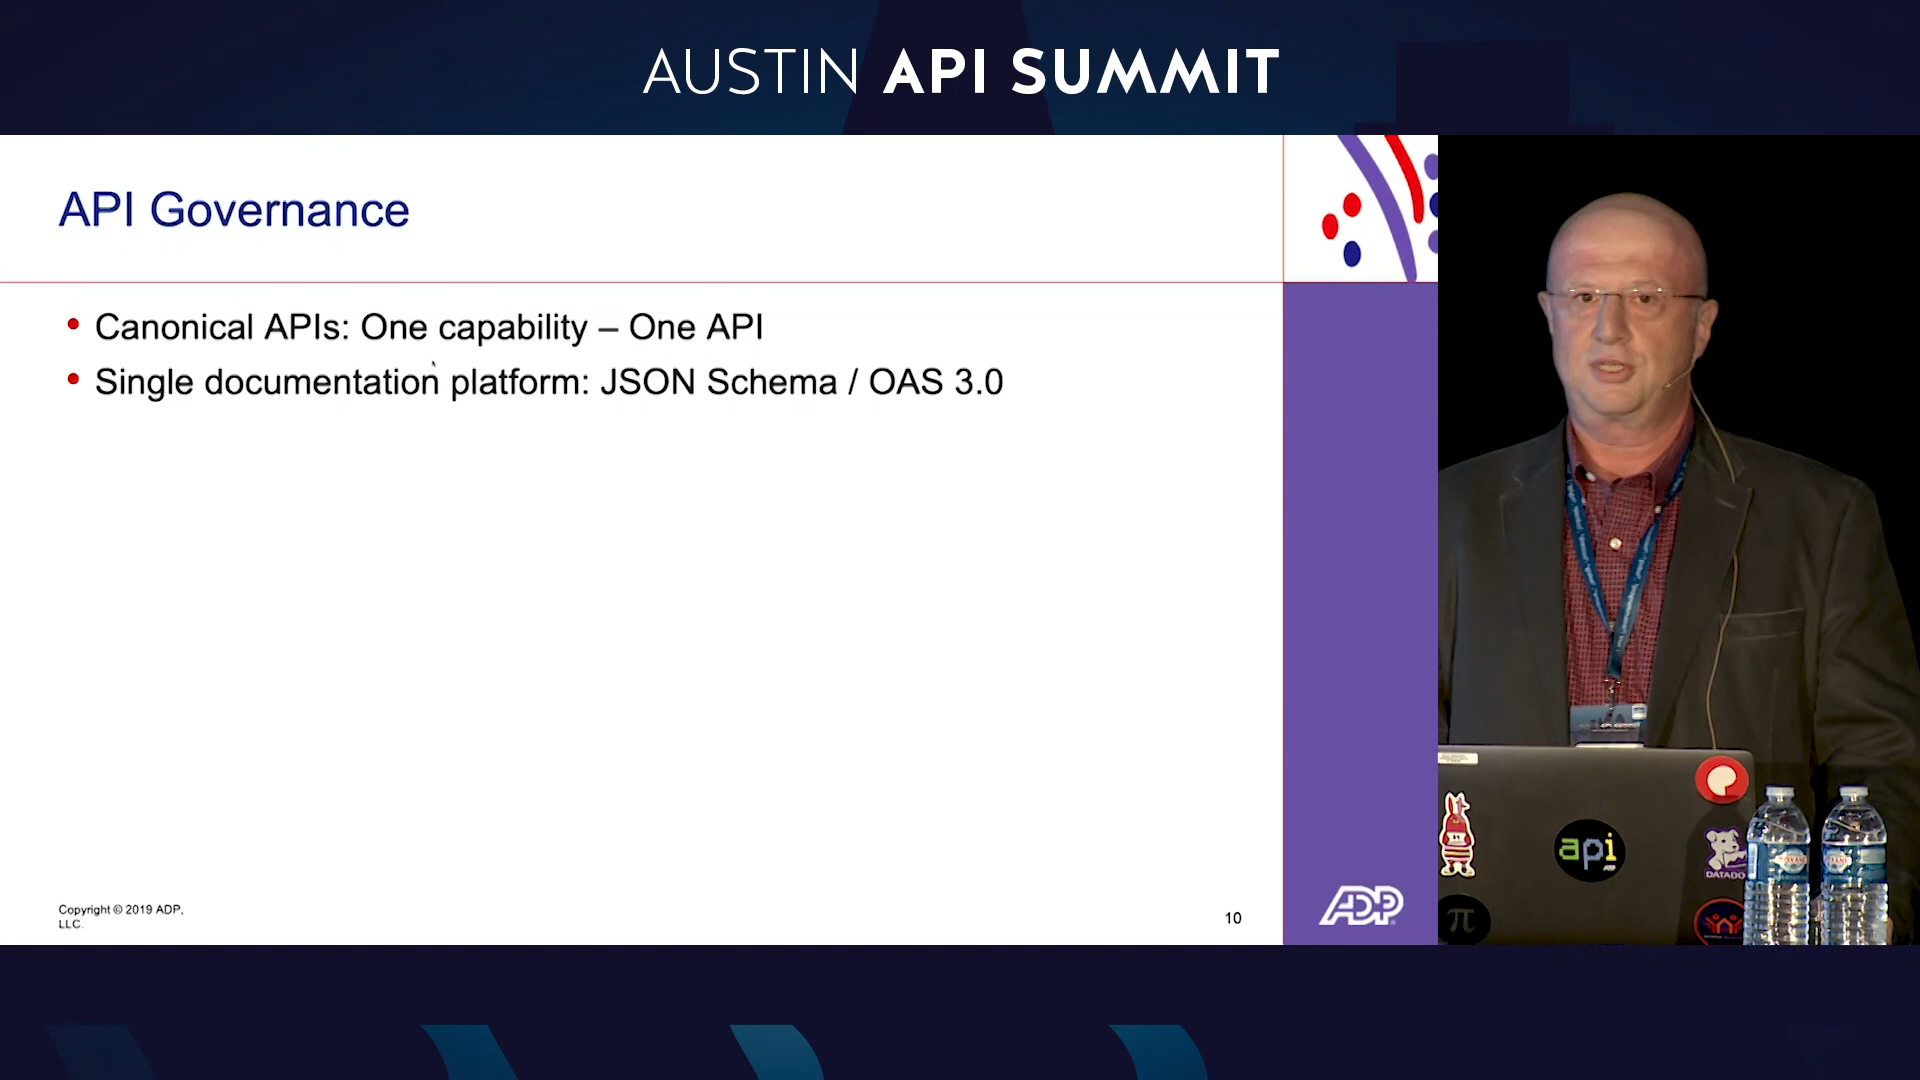 AUSTIN API SUMMIT
API Governance
• Canonical APIs: One capability – One API
• Single documentation platform: JSON Schema / OAS 3.0
Copyright © 2019 ADP,
LLC.
10
ADP
api
DATADO
π